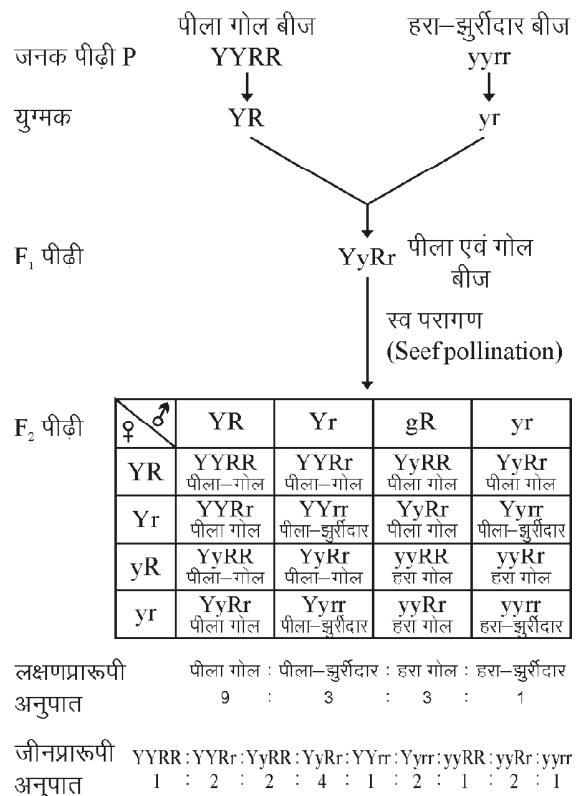 पीला गोल बीज हरा–झुर्रीदार बीज
जनक पीढ़ी P YYRR yyrr
युग्मक YR yr
F₁ पीढ़ी YyRr पीला एवं गोल
बीज
स्व परागण
(Seef pollination)
F₂ पीढ़ी ♀ ♂ YR Yr gR yr
YR YYRR YYRr YyRR YyRr
पीला–गोल पीला–गोल पीला गोल पीला गोल
Yr YYRr YYrr YyRr Yyrr
पीला गोल पीला–झुर्रीदार पीला गोल पीला–झुर्रीदार
yR YyRR YyRr yyRR yyRr
पीला–गोल पीला–गोल हरा गोल हरा गोल
yr YyRr Yyrr yyRr yyrr
पीला गोल पीला–झुर्रीदार हरा गोल हरा–झुर्रीदार
लक्षणप्रारूपी पीला गोल : पीला–झुर्रीदार : हरा गोल : हरा–झुर्रीदार
अनुपात 9 : 3 : 3 : 1
जीनप्रारूपी YYRR : YYRr : YyRR : YyRr : YYrr : Yyrr : yyRR : yyRr : yyrr
अनुपात 1 : 2 : 2 : 4 : 1 : 2 : 1 : 2 : 1